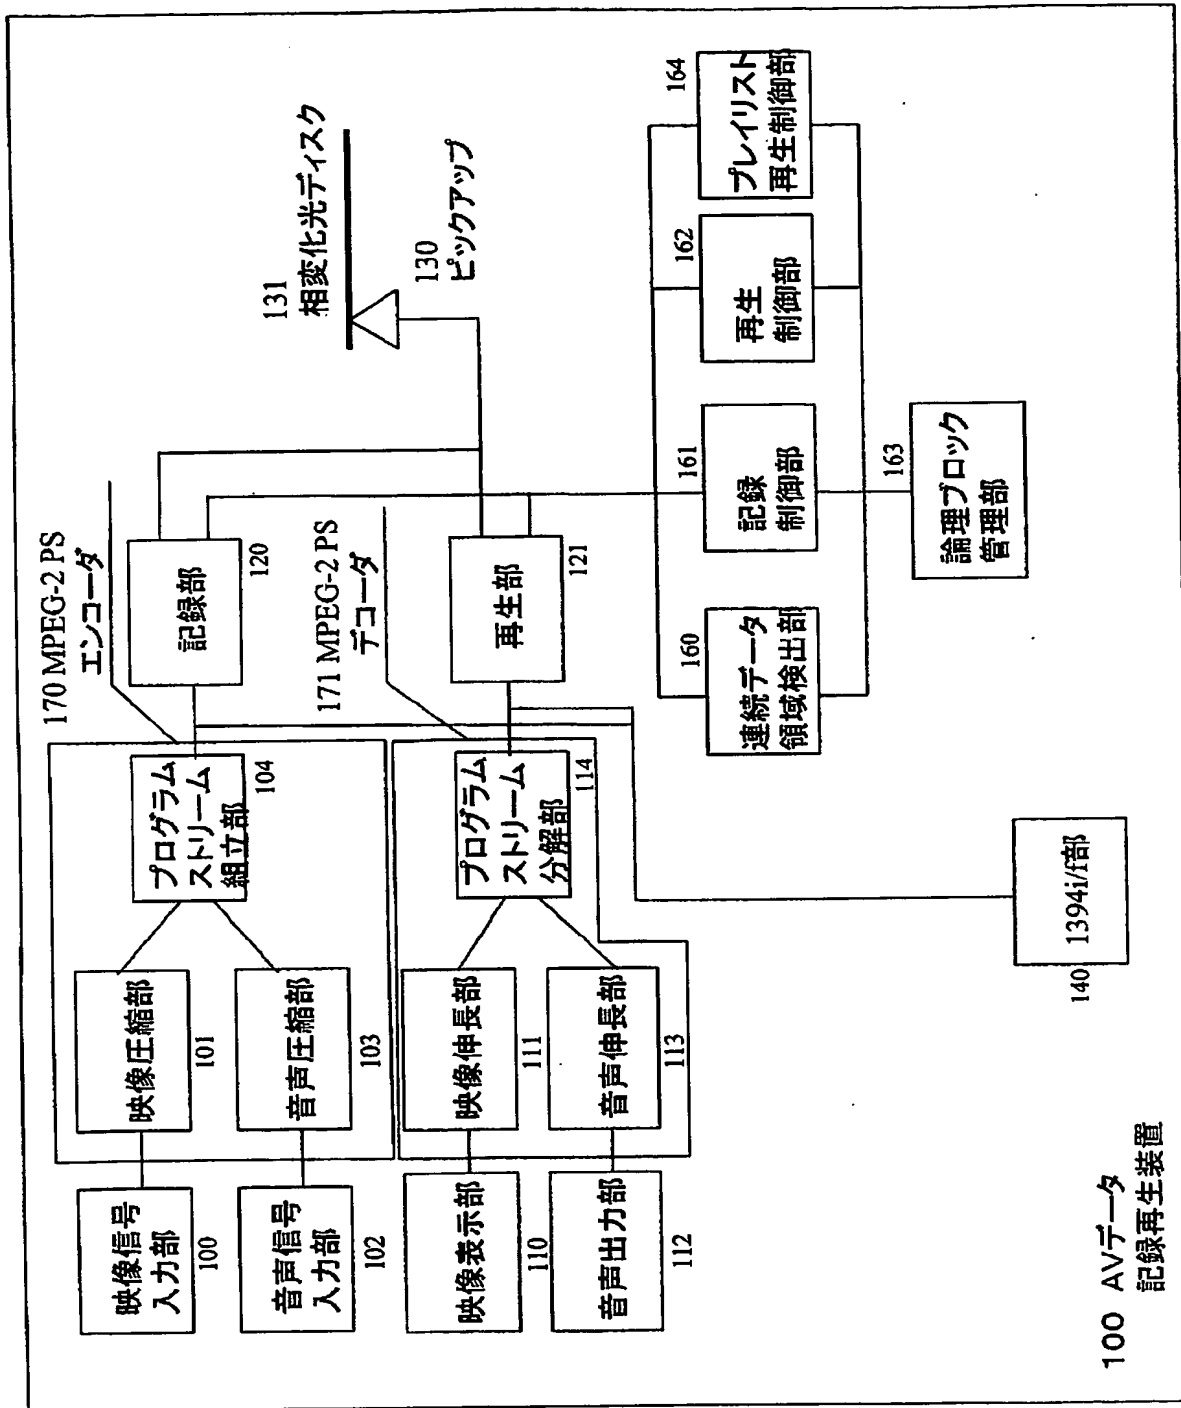 170 MPEG-2 PS
エンコーダ
映像信号
入力部
100
映像圧縮部
101
プログラム
ストリーム
組立部
104
記録部
120
音声信号
入力部
102
音声圧縮部
103
131
相変化光ディスク
130
ピックアップ
171 MPEG-2 PS
デコーダ
映像表示部
110
映像伸長部
111
プログラム
ストリーム
分解部
114
再生部
121
音声出力部
112
音声伸長部
113
160
連続データ
領域検出部
161
記録
制御部
162
再生
制御部
164
プレイリスト
再生制御部
163
論理ブロック
管理部
140
1394i/f部
100 AVデータ
記録再生装置